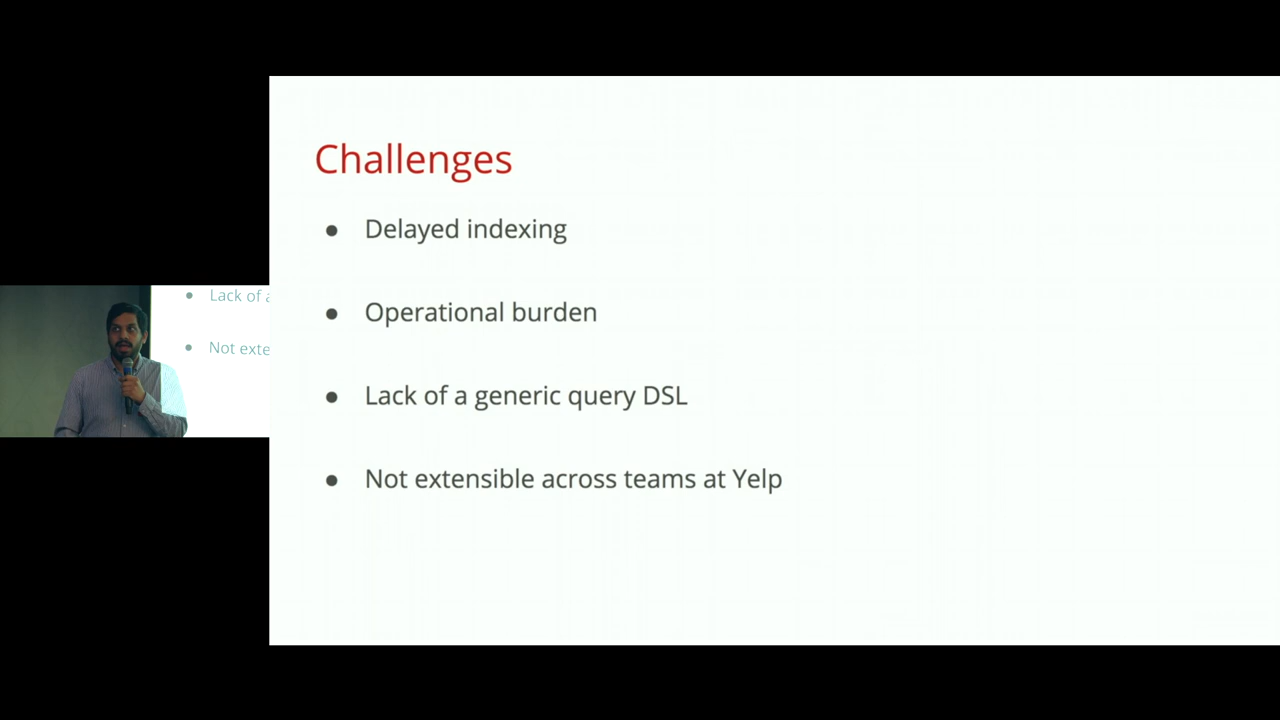 Challenges
● Delayed indexing
● Operational burden
● Lack of a generic query DSL
● Not extensible across teams at Yelp
● Lack of a
● Not exte